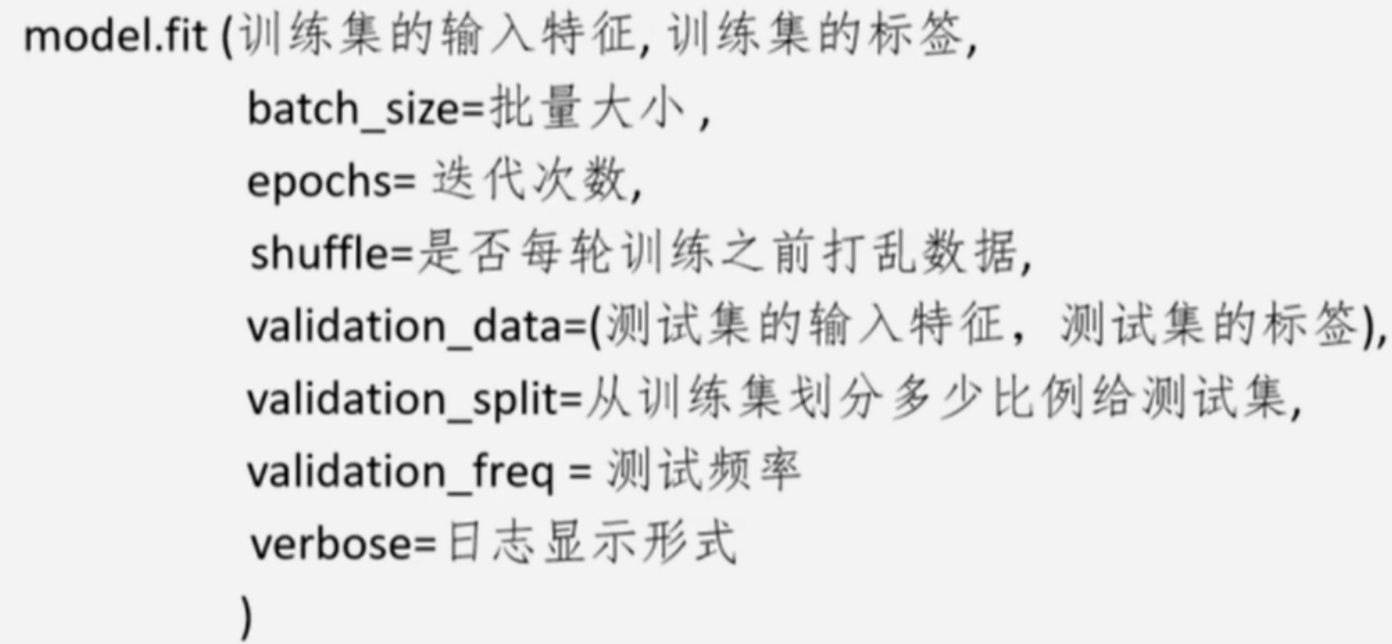 model.fit (训练集的输入特征, 训练集的标签,
batch_size=批量大小 ,
epochs= 迭代次数,
shuffle=是否每轮训练之前打乱数据,
validation_data=(测试集的输入特征，测试集的标签),
validation_split=从训练集划分多少比例给测试集,
validation_freq = 测试频率
verbose=日志显示形式
)